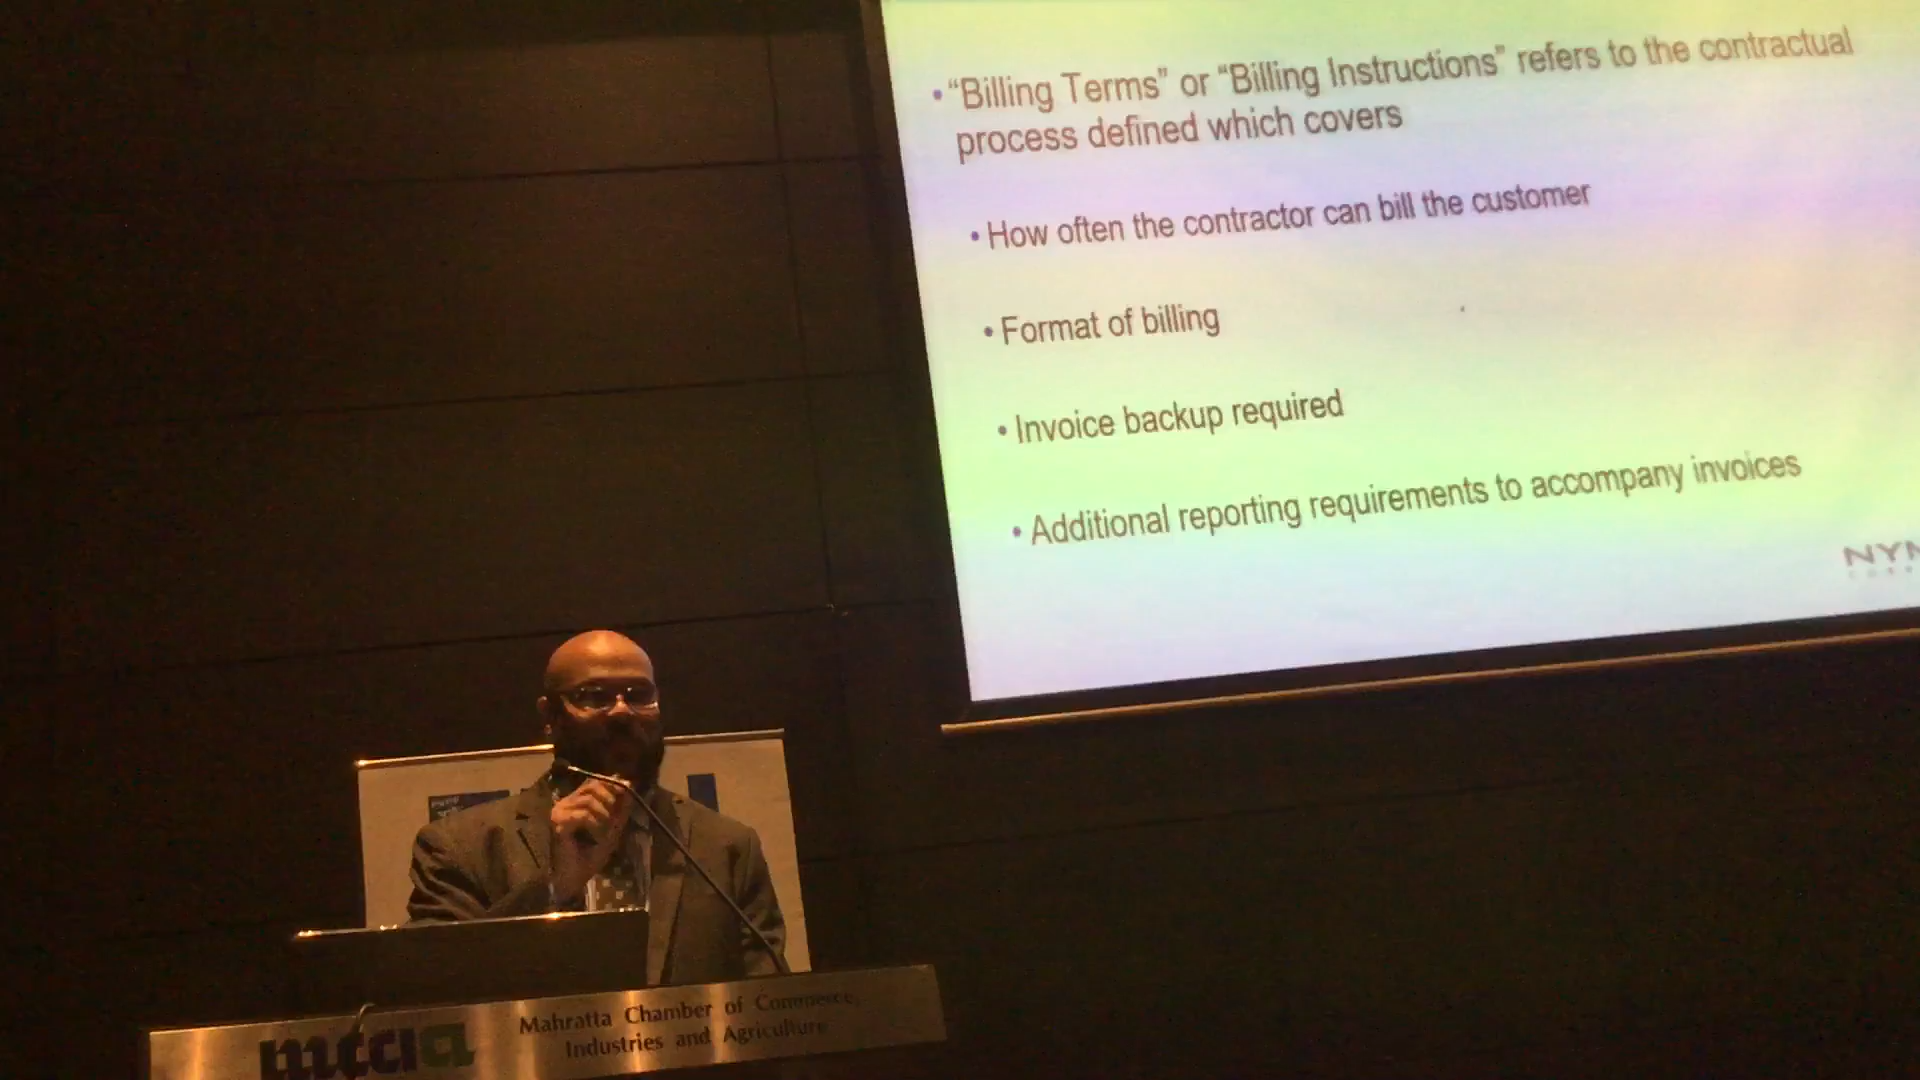 •“Billing Terms” or “Billing Instructions” refers to the contractual
process defined which covers
• How often the contractor can bill the customer
• Format of billing
• Invoice backup required
• Additional reporting requirements to accompany invoices
mccia
Mahratta Chamber of Commerce,
Industries and Agriculture